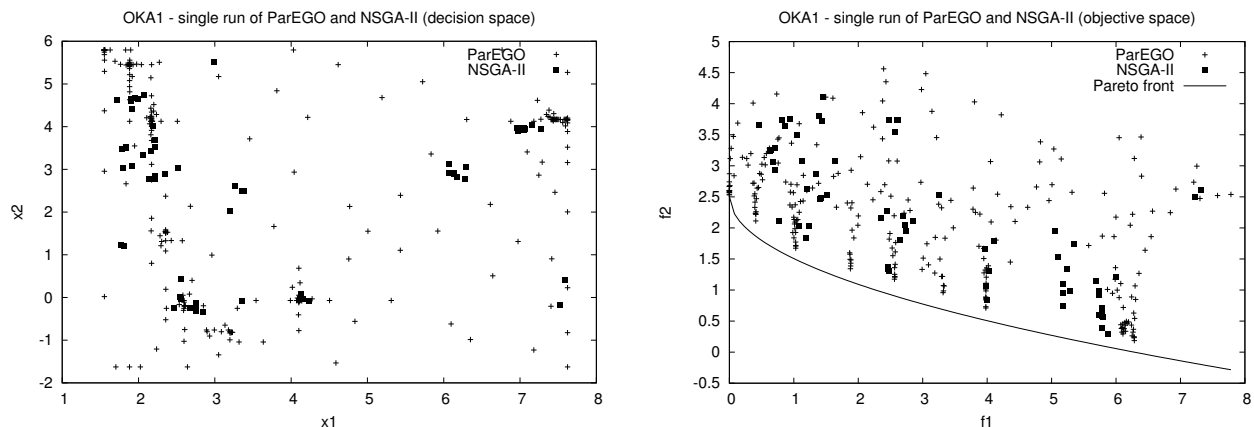 OKA1 - single run of ParEGO and NSGA-II (decision space)
6
5
4
3
2
1
0
-1
-2
x2
ParEGO
NSGA-II
1 2 3 4 5 6 7 8
x1
OKA1 - single run of ParEGO and NSGA-II (objective space)
5
4.5
4
3.5
3
2.5
2
1.5
1
0.5
0
-0.5
f2
ParEGO
NSGA-II
Pareto front
0 1 2 3 4 5 6 7 8
f1